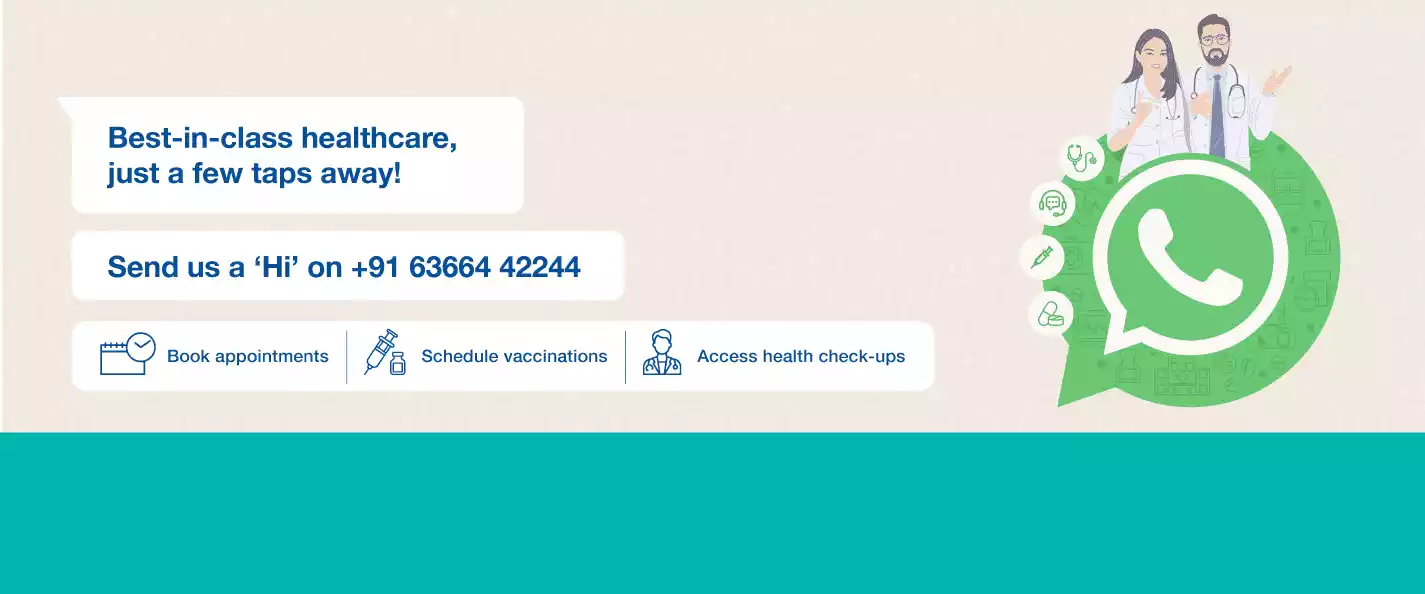 Best-in-class healthcare,
just a few taps away!
Send us a ‘Hi’ on +91 63664 42244
Book appointments
Schedule vaccinations
Access health check-ups